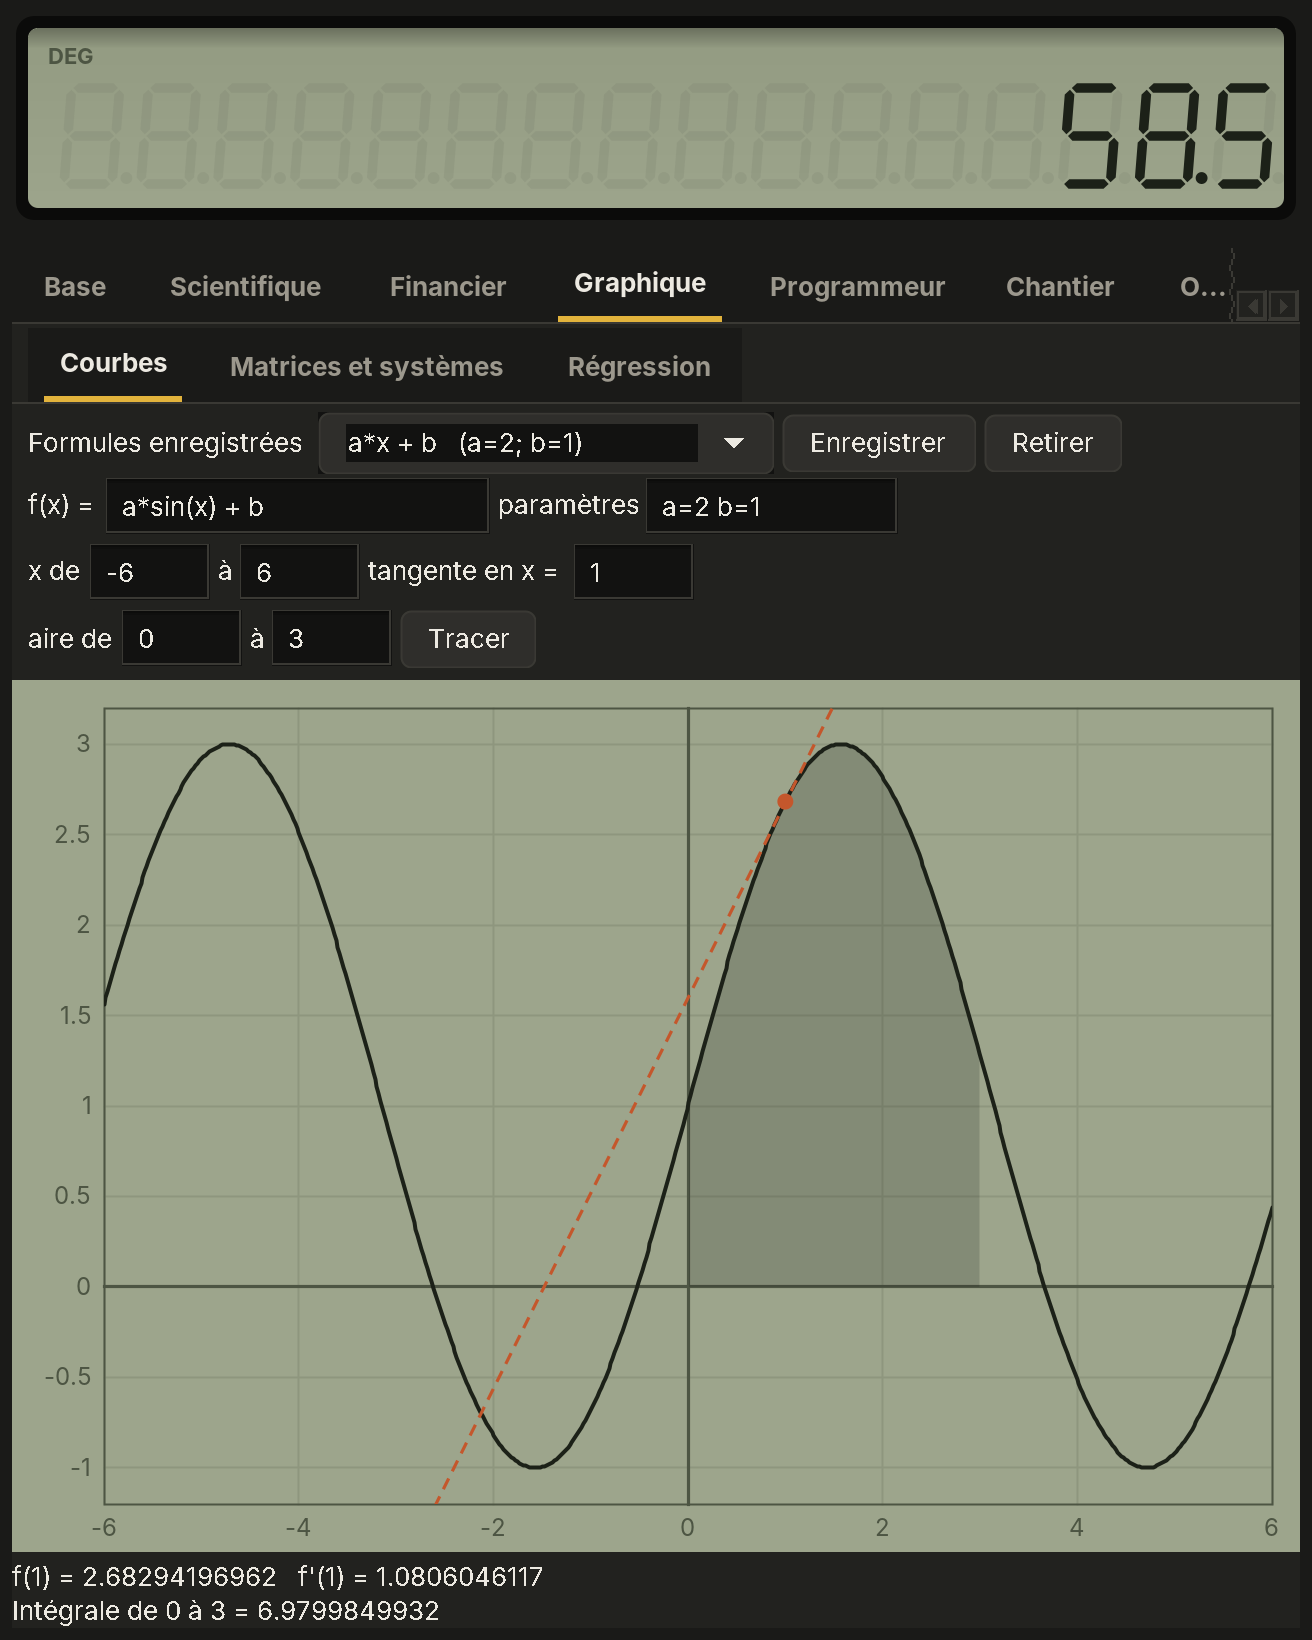 DEG
58.5
Base Scientifique Financier Graphique Programmeur Chantier O...
Courbes Matrices et systèmes Régression
Formules enregistrées a*x + b (a=2; b=1) Enregistrer Retirer
f(x) = a*sin(x) + b paramètres a=2 b=1
x de -6 à 6 tangente en x = 1
aire de 0 à 3 Tracer
3
2.5
2
1.5
1
0.5
0
-0.5
-1
-6 -4 -2 0 2 4 6
f(1) = 2.68294196962 f'(1) = 1.0806046117
Intégrale de 0 à 3 = 6.9799849932